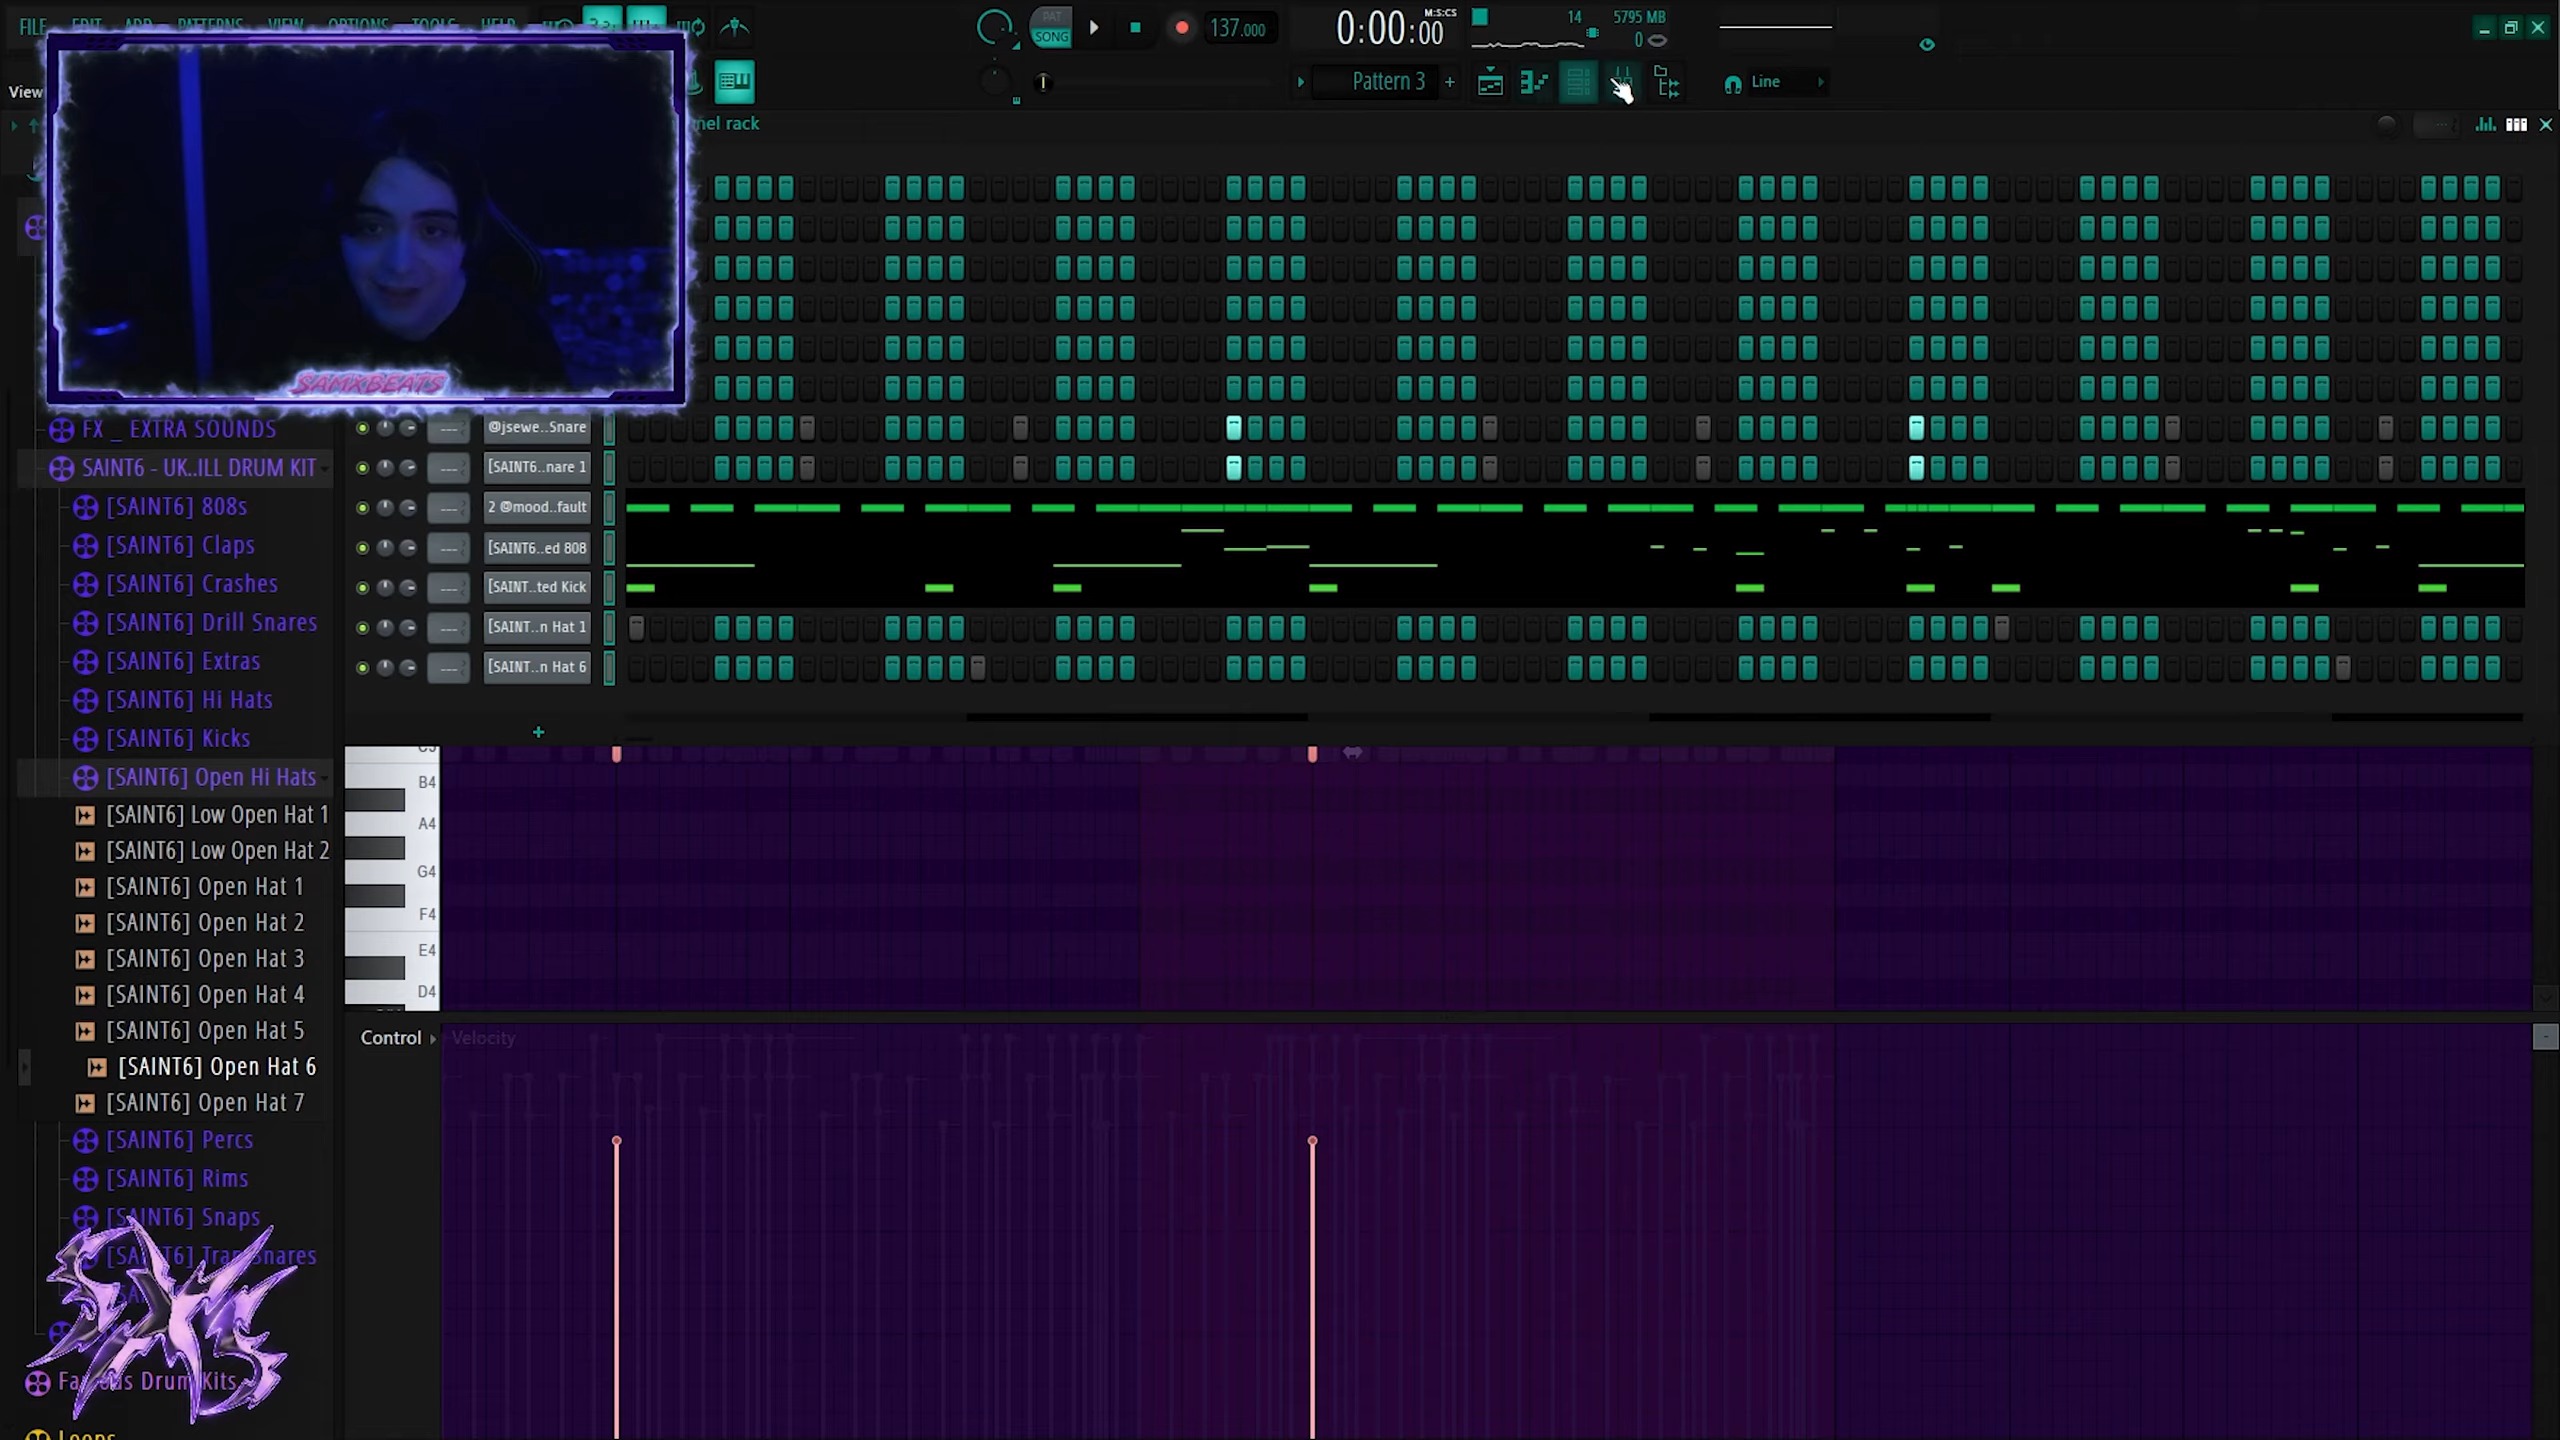 FILE EDIT ADD PATTERNS VIEW OPTIONS TOOLS HELP
PAT
SONG
137.000
0:00:00
M:S:CS
14
5795 MB
0
View
Pattern 3
Line
nel rack
SAMXBEATS
FX _ EXTRA SOUNDS
SAINT6 - UK..ILL DRUM KIT
[SAINT6] 808s
[SAINT6] Claps
[SAINT6] Crashes
[SAINT6] Drill Snares
[SAINT6] Extras
[SAINT6] Hi Hats
[SAINT6] Kicks
[SAINT6] Open Hi Hats
[SAINT6] Low Open Hat 1
[SAINT6] Low Open Hat 2
[SAINT6] Open Hat 1
[SAINT6] Open Hat 2
[SAINT6] Open Hat 3
[SAINT6] Open Hat 4
[SAINT6] Open Hat 5
[SAINT6] Open Hat 6
[SAINT6] Open Hat 7
[SAINT6] Percs
[SAINT6] Rims
[SAINT6] Snaps
Drum Kits
Loops
@jsewe..Snare
[SAINT6..nare 1
2 @mood..fault
[SAINT6..ed 808
[SAINT..ted Kick
[SAINT..n Hat 1
[SAINT..n Hat 6
B4
A4
G4
F4
E4
D4
Control
Velocity